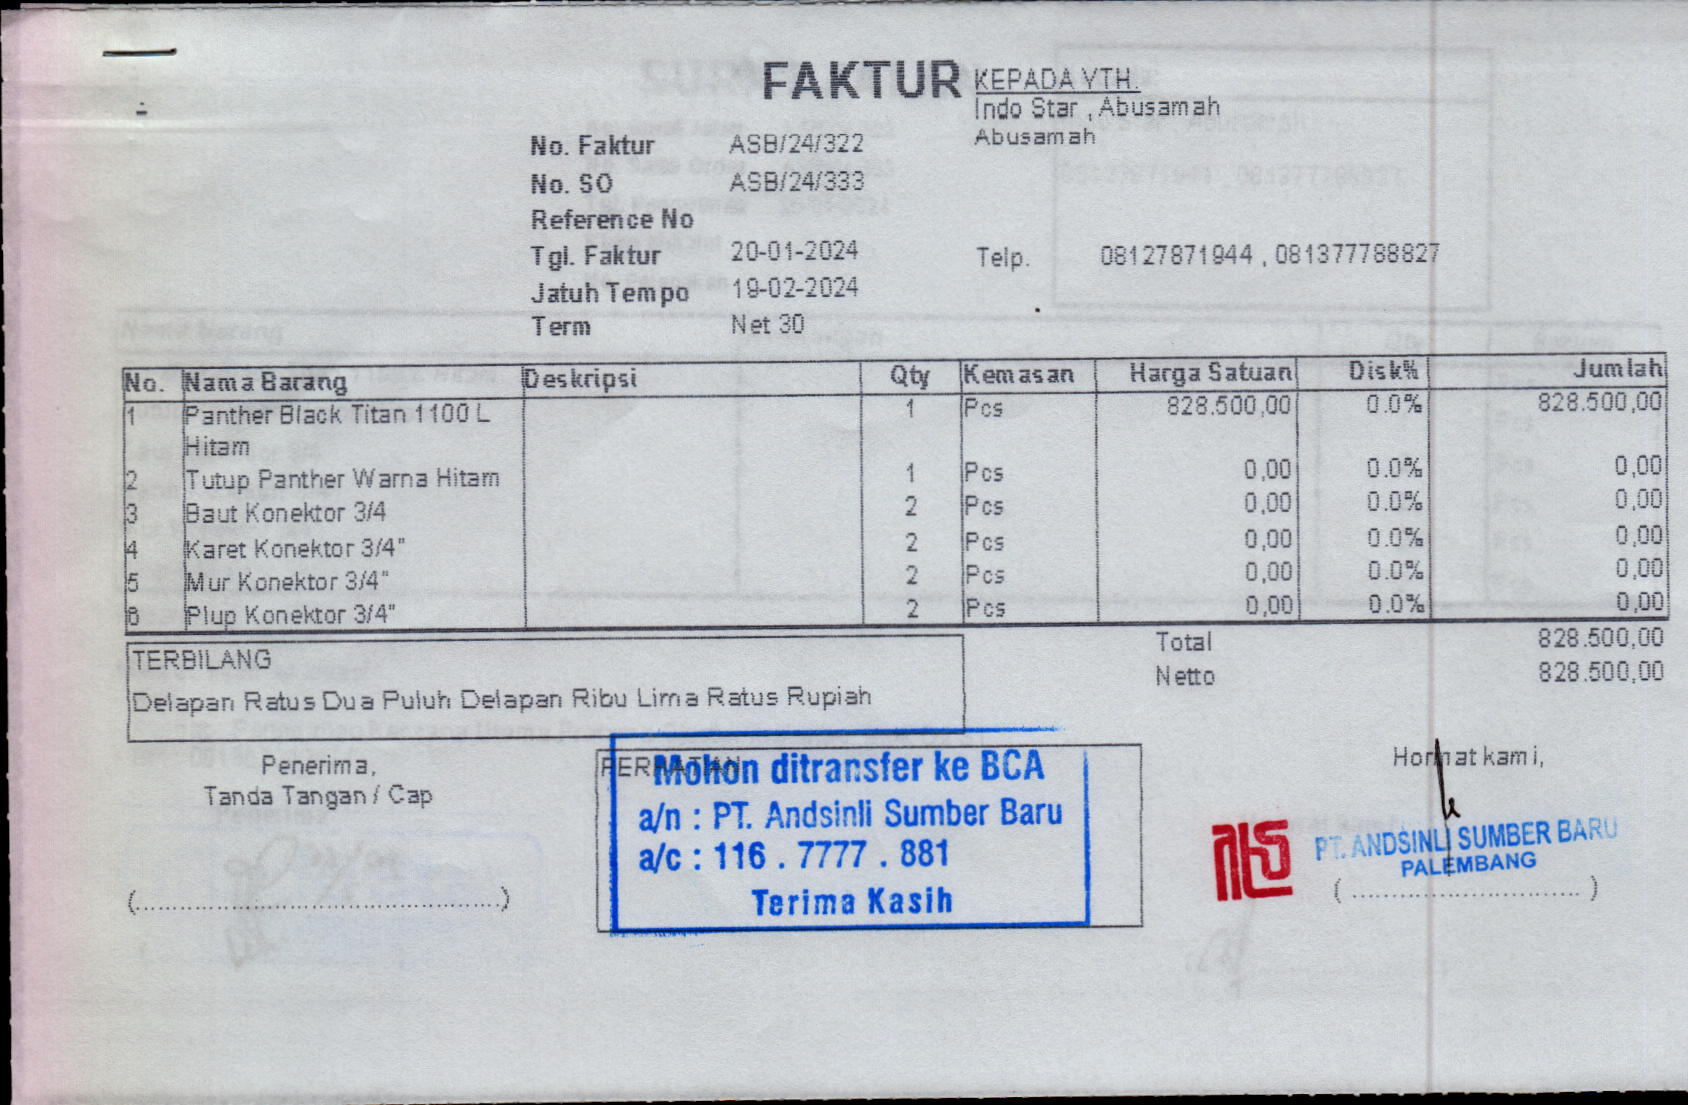 FAKTUR
KEPADA YTH.
Indo Star , Abusamah
Abusamah
No. Faktur ASB/24/322
No. SO ASB/24/333
Reference No
Tgl. Faktur 20-01-2024
Telp. 08127871944 , 081377788827
Jatuh Tempo 19-02-2024
Term Net 30
No. Nama Barang Deskripsi Qty Kemasan Harga Satuan Disk% Jumlah
1 Panther Black Titan 1100 L 1 Pcs 828.500,00 0.0% 828.500,00
Hitam
2 Tutup Panther Warna Hitam 1 Pcs 0,00 0.0% 0,00
3 Baut Konektor 3/4 2 Pcs 0,00 0.0% 0,00
4 Karet Konektor 3/4" 2 Pcs 0,00 0.0% 0,00
5 Mur Konektor 3/4" 2 Pcs 0,00 0.0% 0,00
6 Plup Konektor 3/4" 2 Pcs 0,00 0.0% 0,00
Total 828.500,00
Netto 828.500,00
TERBILANG
Delapan Ratus Dua Puluh Delapan Ribu Lima Ratus Rupiah
Penerima,
Tanda Tangan / Cap
(..................................................)
PERHATIAN
Mohon ditransfer ke BCA
a/n : PT. Andsinli Sumber Baru
a/c : 116 . 7777 . 881
Terima Kasih
Hormat kami,
PT. ANDSINLI SUMBER BARU
PALEMBANG
( .............................. )